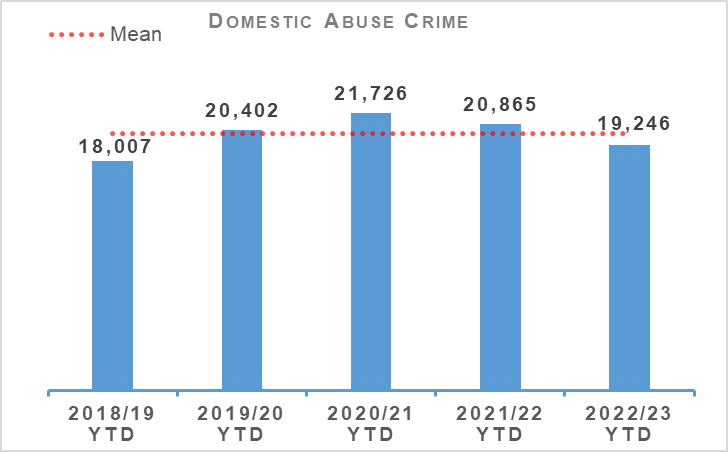 DOMESTIC ABUSE CRIME
Mean
18,007
20,402
21,726
20,865
19,246
2018/19
YTD
2019/20
YTD
2020/21
YTD
2021/22
YTD
2022/23
YTD